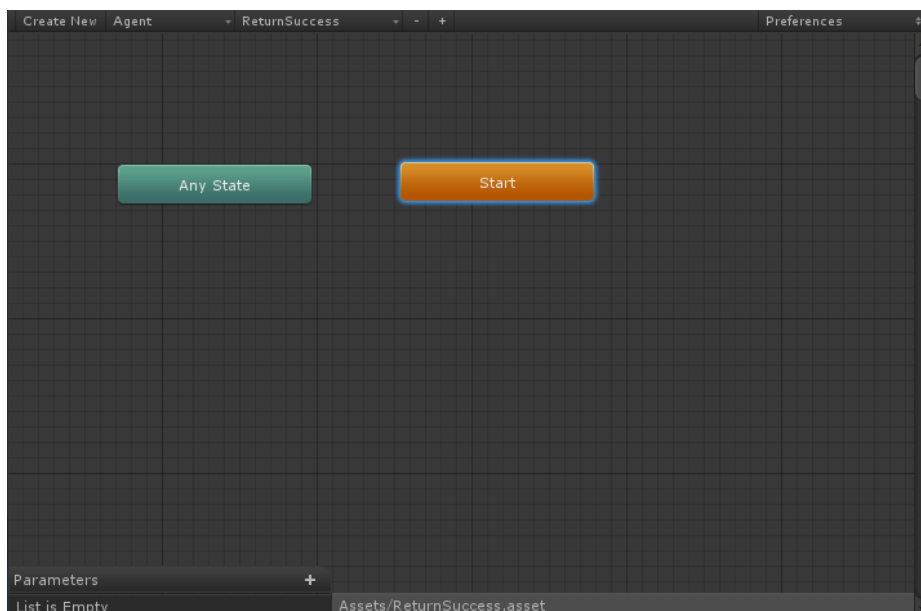 Create New Agent ReturnSuccess - + Preferences
Any State Start
Parameters +
List is Empty Assets/ReturnSuccess.asset